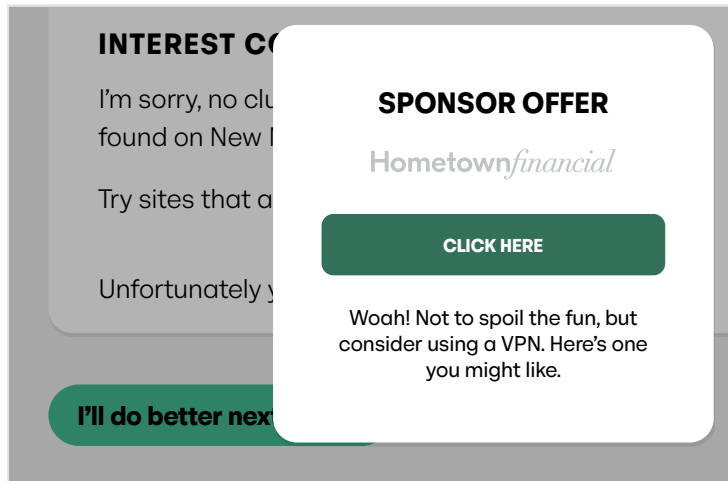 INTEREST CO
I'm sorry, no clu
found on New
Try sites that a
Unfortunately y
I'll do better next
SPONSOR OFFER
Hometownfinancial
CLICK HERE
Woah! Not to spoil the fun, but
consider using a VPN. Here's one
you might like.